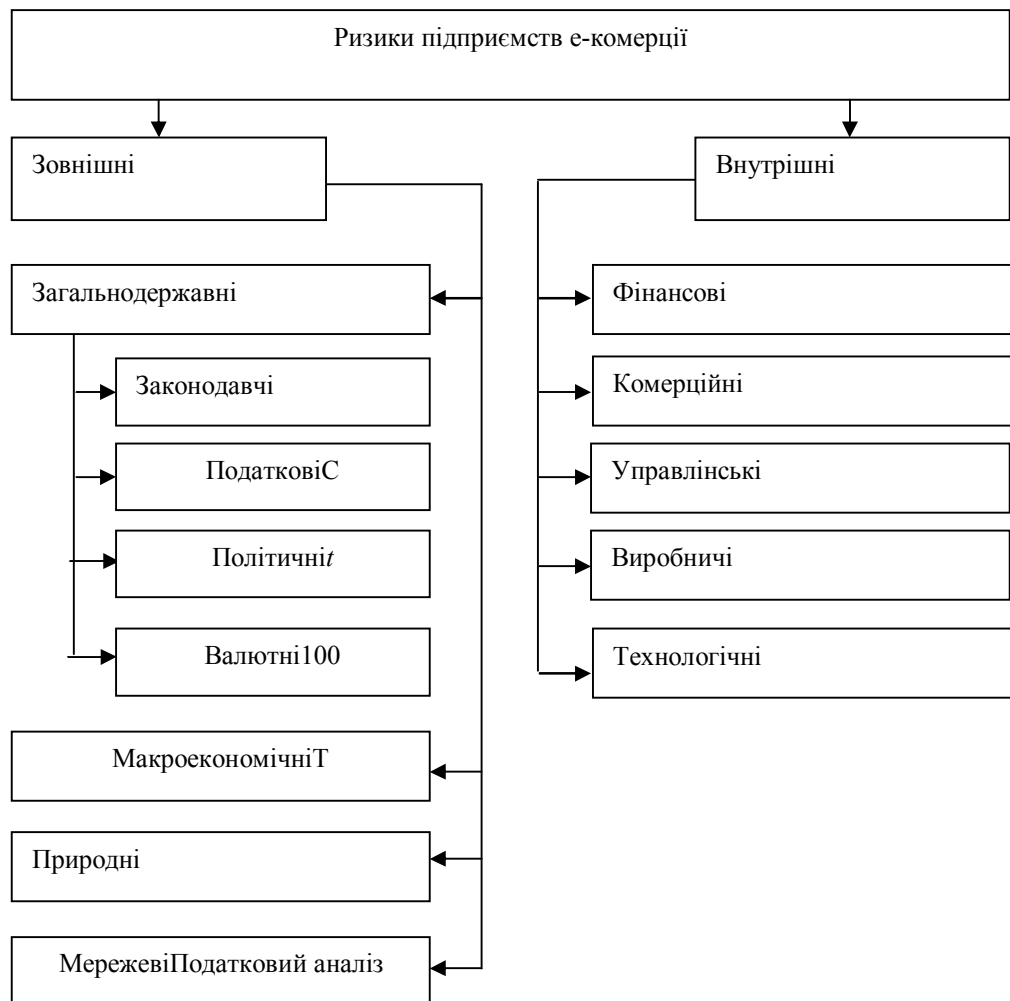 Ризики підприємств е-комерції
Зовнішні
Внутрішні
Загальнодержавні
Законодавчі
ПодатковіС
Політичніt
Валютні100
МакроекономічніТ
Природні
МережевіПодатковий аналіз
Фінансові
Комерційні
Управлінські
Виробничі
Технологічні